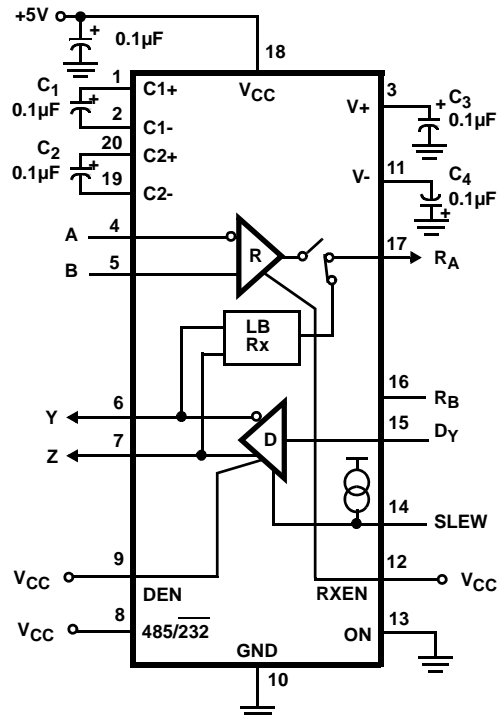 +5V
+
0.1µF
18
1
C1
+
0.1µF
C1+
VCC
3
V+
+
C3
0.1µF
2
C1-
20
C2
+
0.1µF
C2+
19
C2-
11
V-
C4
0.1µF
+
A
4
R
17
RA
B
5
LB
Rx
16
RB
Y
6
15
DY
D
Z
7
14
SLEW
9
VCC
DEN
12
RXEN
VCC
8
VCC
485/232
13
ON
GND
10